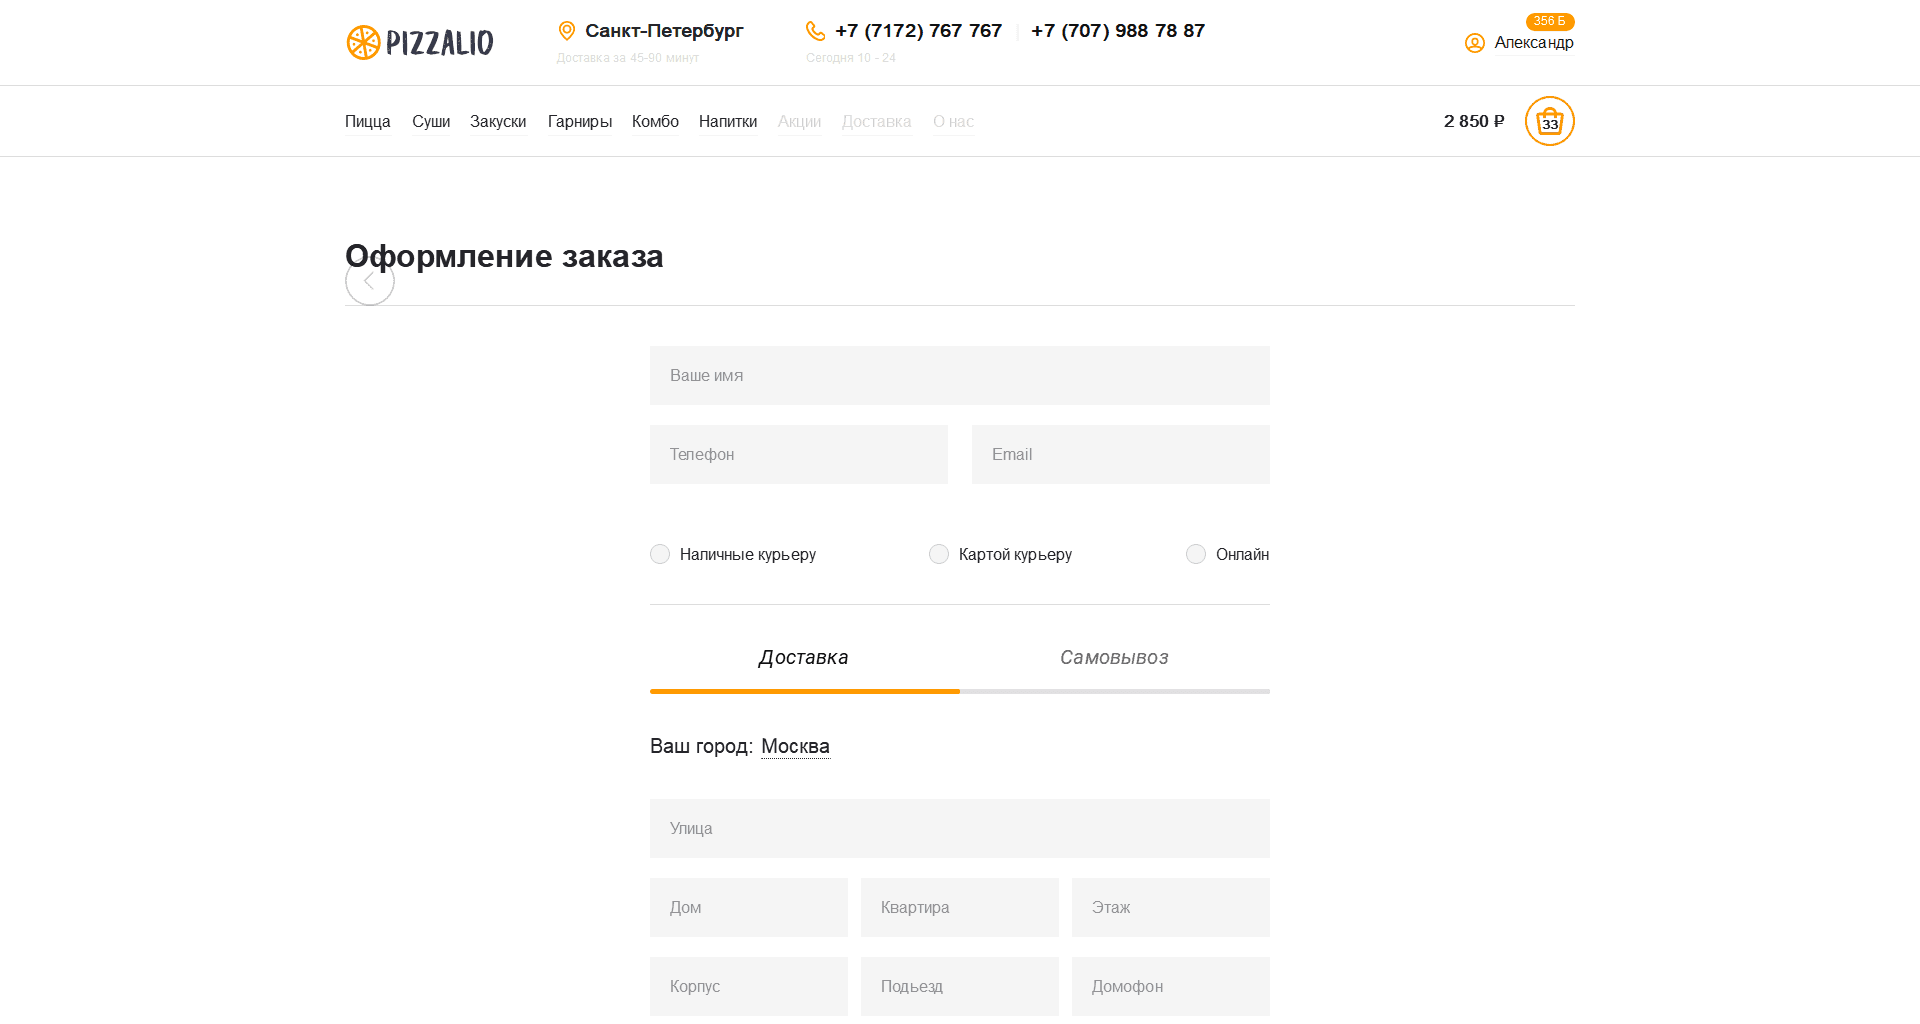 PIZZALIO
Санкт-Петербург
Доставка за 45-90 минут
+7 (7172) 767 767 | +7 (707) 988 78 87
Сегодня 10 - 24
356 Б
Александр
Пицца Суши Закуски Гарниры Комбо Напитки Акции Доставка О нас
2 850 ₽
33
Оформление заказа
Ваше имя
Телефон Email
Наличные курьеру Картой курьеру Онлайн
Доставка Самовывоз
Ваш город: Москва
Улица
Дом Квартира Этаж
Корпус Подьезд Домофон